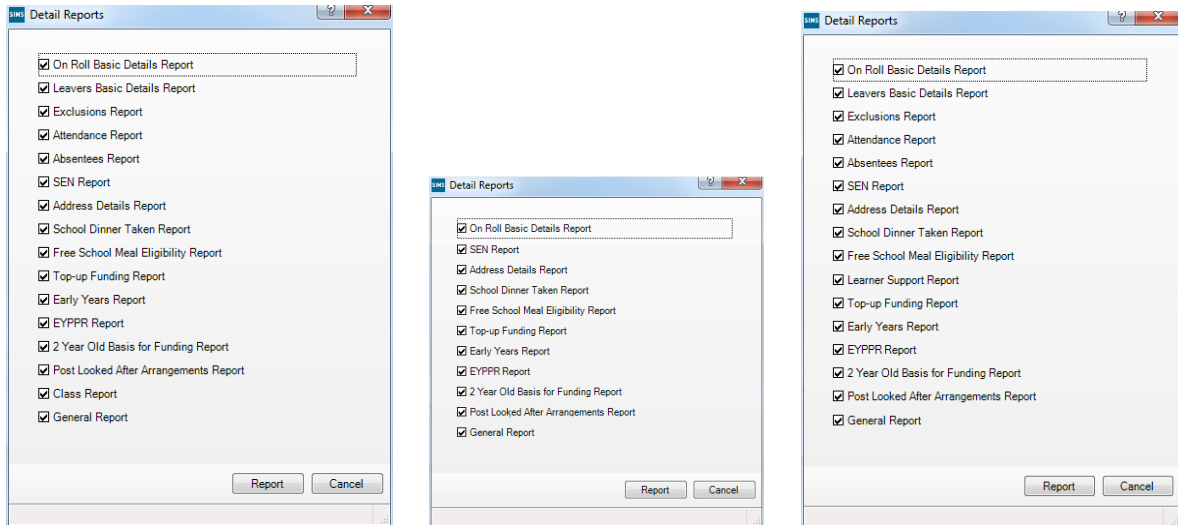 SIMS Detail Reports
On Roll Basic Details Report
Leavers Basic Details Report
Exclusions Report
Attendance Report
Absentees Report
SEN Report
Address Details Report
School Dinner Taken Report
Free School Meal Eligibility Report
Top-up Funding Report
Early Years Report
EYPPR Report
2 Year Old Basis for Funding Report
Post Looked After Arrangements Report
Class Report
General Report
Report Cancel
SIMS Detail Reports
On Roll Basic Details Report
SEN Report
Address Details Report
School Dinner Taken Report
Free School Meal Eligibility Report
Top-up Funding Report
Early Years Report
EYPPR Report
2 Year Old Basis for Funding Report
Post Looked After Arrangements Report
General Report
Report Cancel
SIMS Detail Reports
On Roll Basic Details Report
Leavers Basic Details Report
Exclusions Report
Attendance Report
Absentees Report
SEN Report
Address Details Report
School Dinner Taken Report
Free School Meal Eligibility Report
Learner Support Report
Top-up Funding Report
Early Years Report
EYPPR Report
2 Year Old Basis for Funding Report
Post Looked After Arrangements Report
General Report
Report Cancel